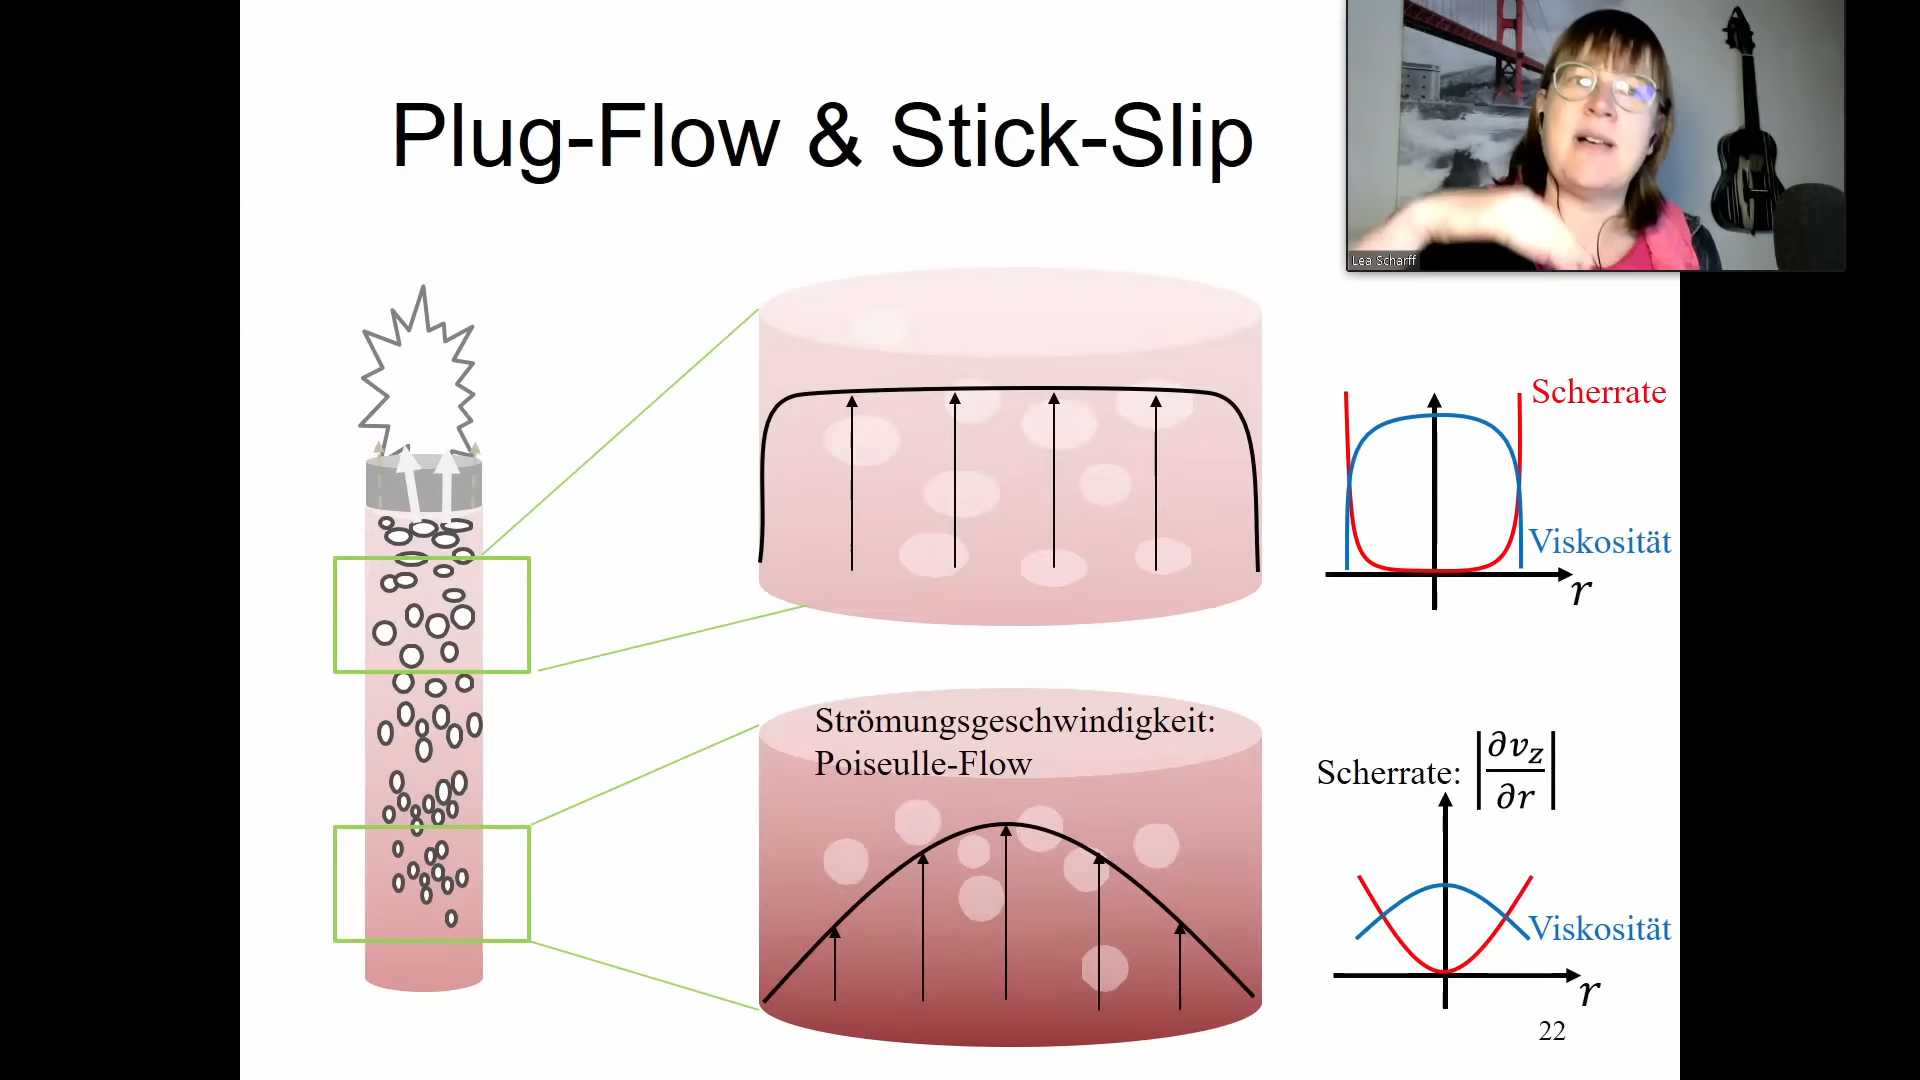 Plug-Flow & Stick-Slip
Lea Scharff
Scherrate
Viskosität
r
Strömungsgeschwindigkeit:
Poiseulle-Flow
Scherrate: |∂v_z/∂r|
Viskosität
r
22